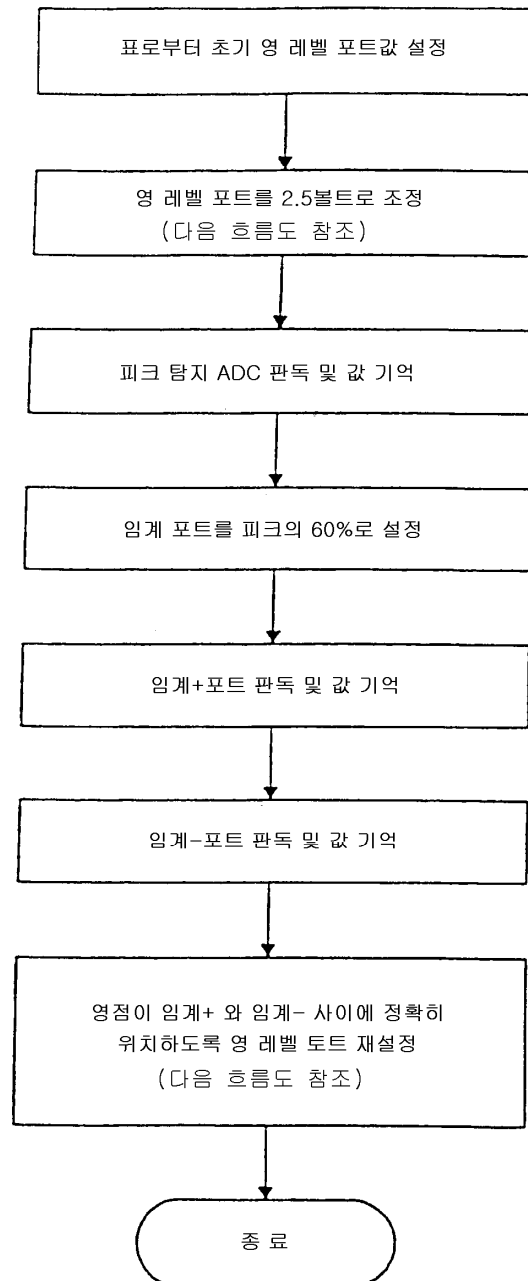 표로부터 초기 영 레벨 포트값 설정
영 레벨 포트를 2.5볼트로 조정
(다음 흐름도 참조)
피크 탐지 ADC 판독 및 값 기억
임계 포트를 피크의 60%로 설정
임계+포트 판독 및 값 기억
임계-포트 판독 및 값 기억
영점이 임계+ 와 임계- 사이에 정확히
위치하도록 영 레벨 토트 재설정
(다음 흐름도 참조)
종 료